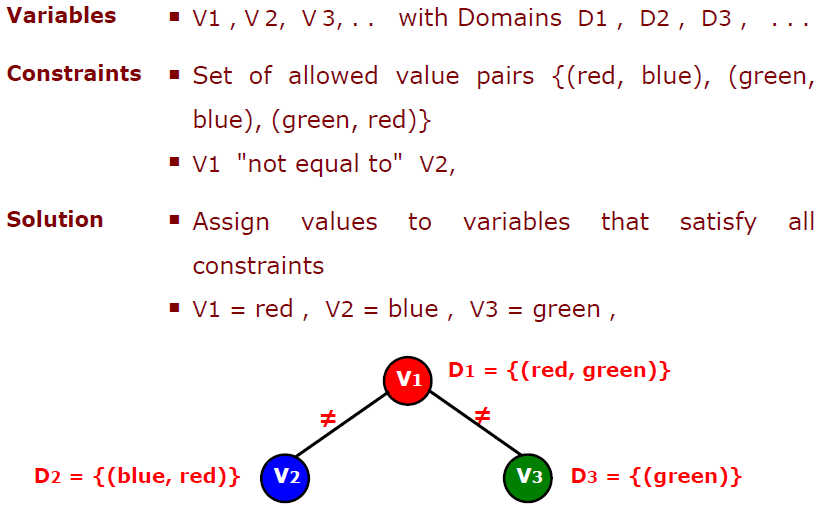 Variables ▪ V1 , V 2, V 3, . . with Domains D1 , D2 , D3 , . . .
Constraints ▪ Set of allowed value pairs {(red, blue), (green,
blue), (green, red)}
▪ V1 "not equal to" V2,
Solution ▪ Assign values to variables that satisfy all
constraints
▪ V1 = red , V2 = blue , V3 = green ,
V1 D1 = {(red, green)}
≠ ≠
D2 = {(blue, red)} V2 V3 D3 = {(green)}